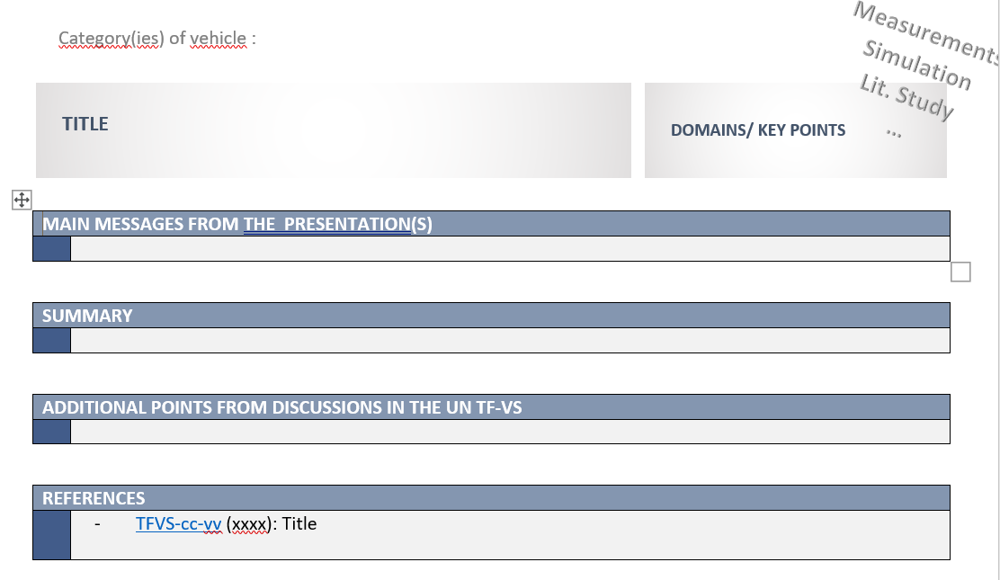 Measurements
Simulation
Lit. Study
...
Category(ies) of vehicle :
TITLE
DOMAINS/ KEY POINTS
MAIN MESSAGES FROM THE  PRESENTATION(S)
SUMMARY
ADDITIONAL POINTS FROM DISCUSSIONS IN THE UN TF-VS
REFERENCES
- TFVS-cc-vv (xxxx): Title